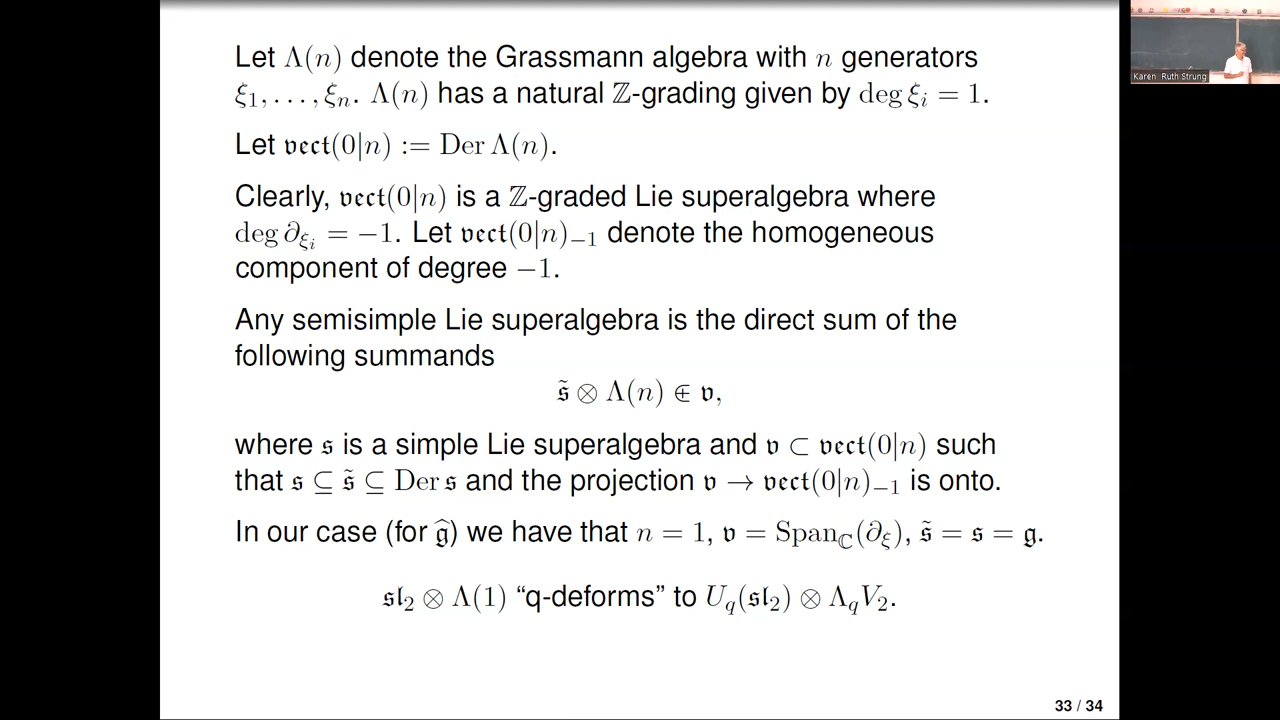 Let Λ(n) denote the Grassmann algebra with n generators
ξ₁, . . . , ξₙ. Λ(n) has a natural ℤ-grading given by deg ξᵢ = 1.
Let 𝔳𝔢𝔠𝔱(0|n) := Der Λ(n).
Clearly, 𝔳𝔢𝔠𝔱(0|n) is a ℤ-graded Lie superalgebra where
deg ∂_{ξᵢ} = −1. Let 𝔳𝔢𝔠𝔱(0|n)₋₁ denote the homogeneous
component of degree −1.
Any semisimple Lie superalgebra is the direct sum of the
following summands
𝔰̃ ⊗ Λ(n) ⋹ 𝔳,
where 𝔰 is a simple Lie superalgebra and 𝔳 ⊂ 𝔳𝔢𝔠𝔱(0|n) such
that 𝔰 ⊆ 𝔰̃ ⊆ Der 𝔰 and the projection 𝔳 → 𝔳𝔢𝔠𝔱(0|n)₋₁ is onto.
In our case (for 𝔤̂) we have that n = 1, 𝔳 = Span_ℂ(∂_ξ), 𝔰̃ = 𝔰 = 𝔤.
𝔰𝔩₂ ⊗ Λ(1) “q-deforms” to U_q(𝔰𝔩₂) ⊗ Λ_qV₂.
33 / 34
Karen Ruth Strung